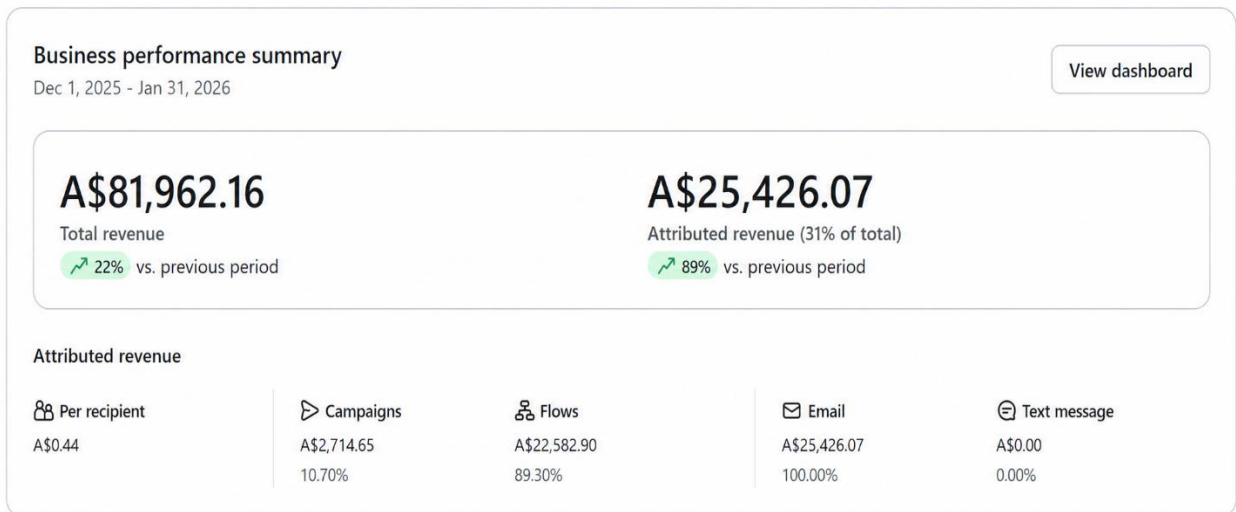 Business performance summary
Dec 1, 2025 - Jan 31, 2026
View dashboard
A$81,962.16
Total revenue
22% vs. previous period
A$25,426.07
Attributed revenue (31% of total)
89% vs. previous period
Attributed revenue
Per recipient
A$0.44
Campaigns
A$2,714.65
10.70%
Flows
A$22,582.90
89.30%
Email
A$25,426.07
100.00%
Text message
A$0.00
0.00%